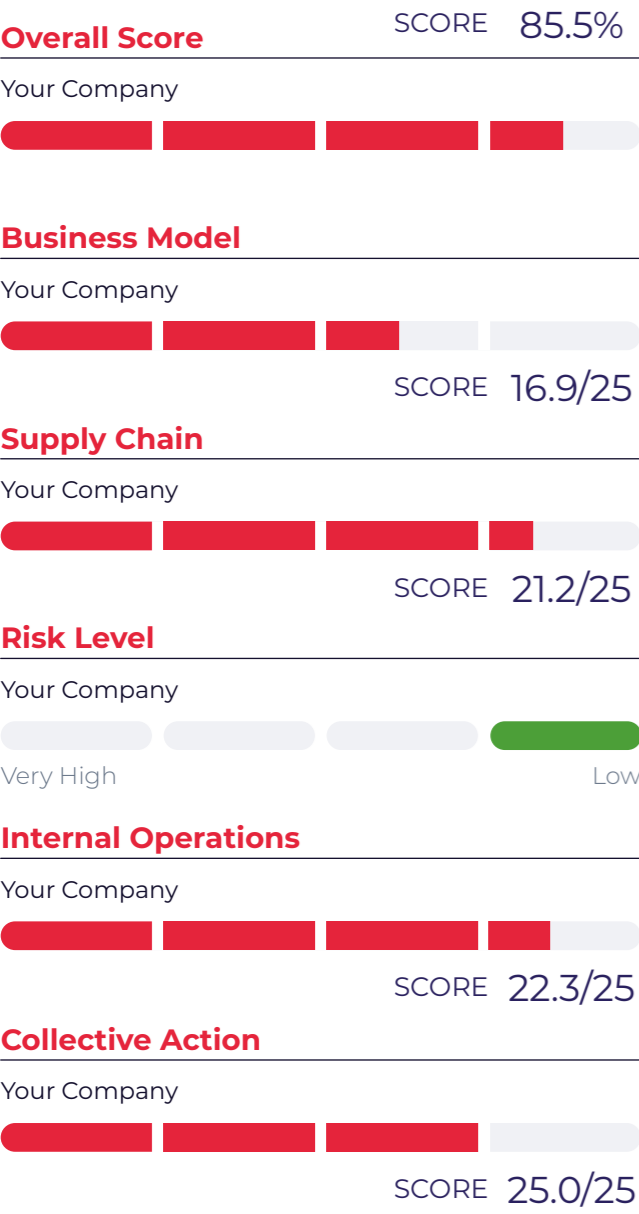 Overall Score
SCORE 85.5%
Your Company
Business Model
Your Company
SCORE 16.9/25
Supply Chain
Your Company
SCORE 21.2/25
Risk Level
Your Company
Very High
Low
Internal Operations
Your Company
SCORE 22.3/25
Collective Action
Your Company
SCORE 25.0/25